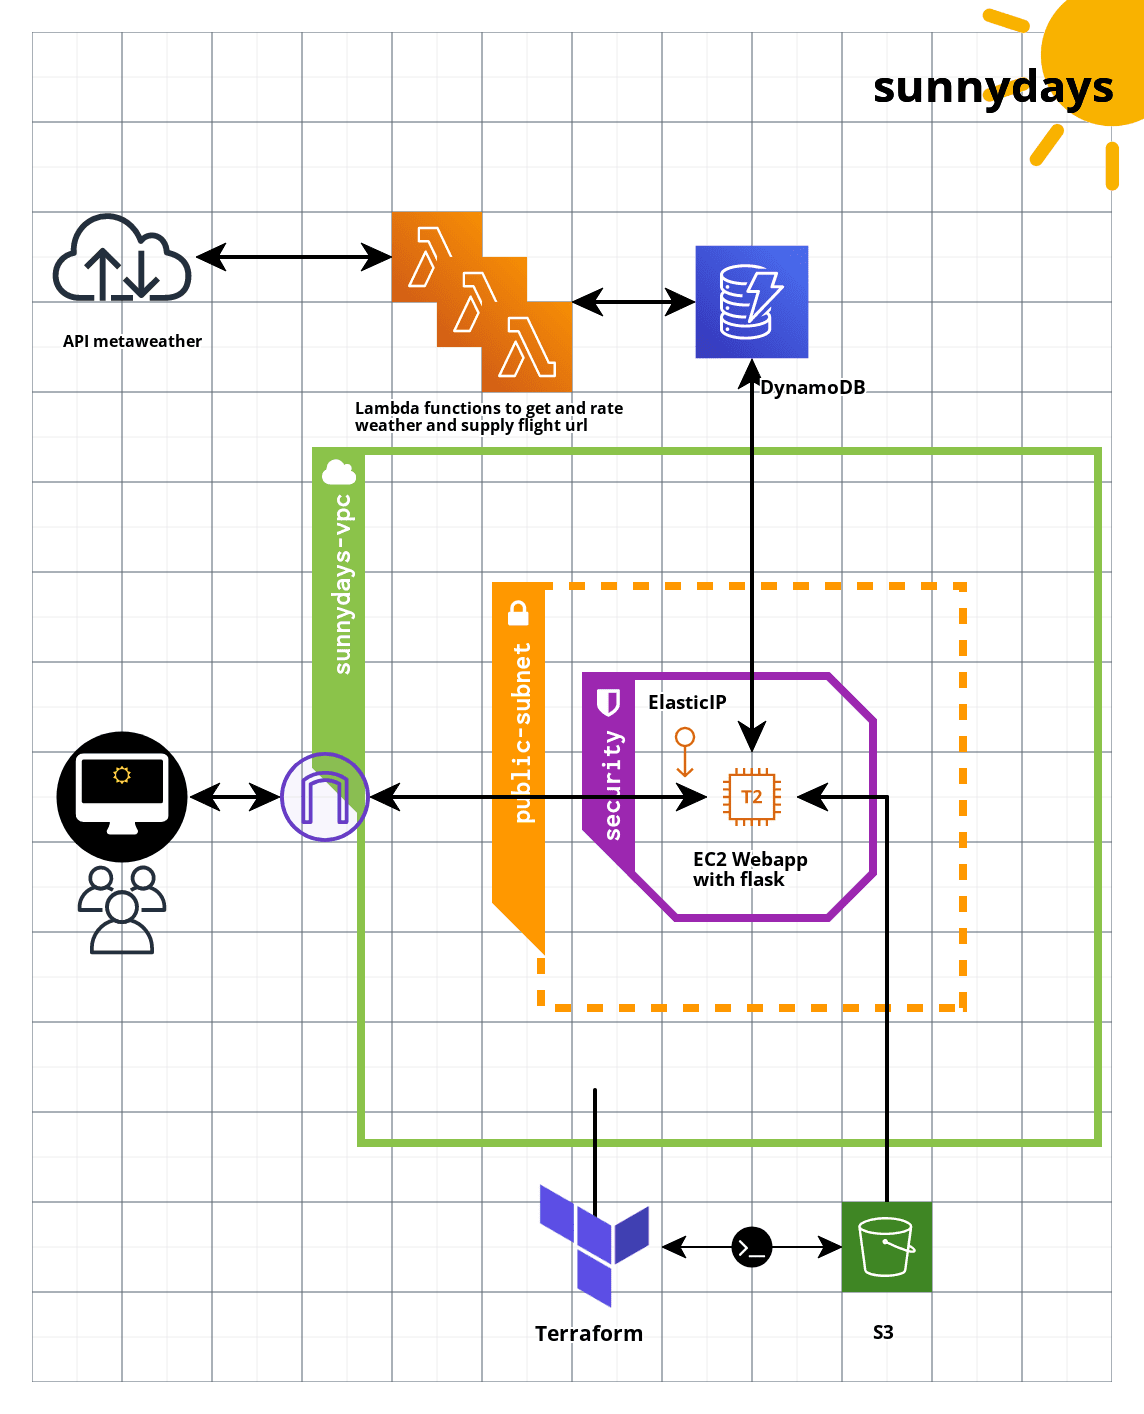 sunnydays
API metaweather
Lambda functions to get and rate
weather and supply flight url
DynamoDB
sunnydays-vpc
public-subnet
security
ElasticIP
T2
EC2 Webapp
with flask
>_
Terraform
S3